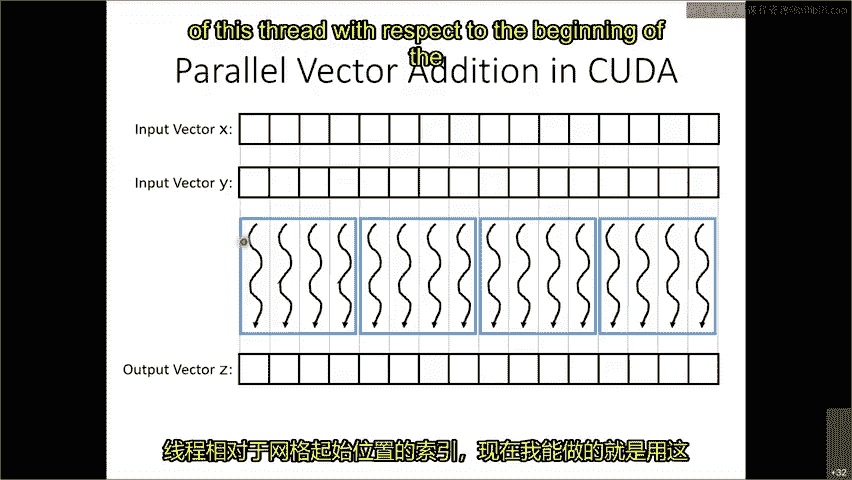 of this thread with respect to the beginning of
the
Parallel Vector Addition in CUDA
Input Vector x:
Input Vector y:
Output Vector z:
线程相对于网格起始位置的索引，现在我能做的就是用这
+32